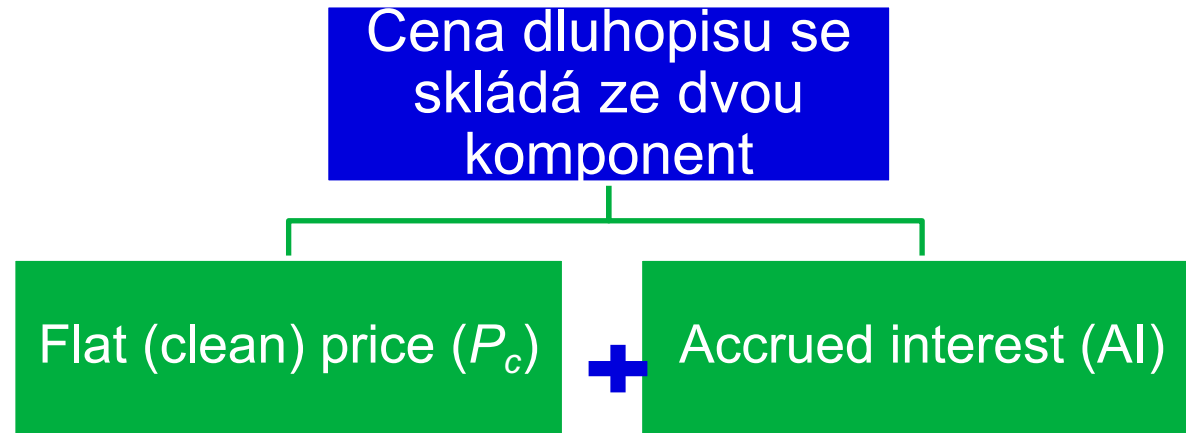 Cena dluhopisu se
skládá ze dvou
komponent
Flat (clean) price (Pc)
+
Accrued interest (AI)